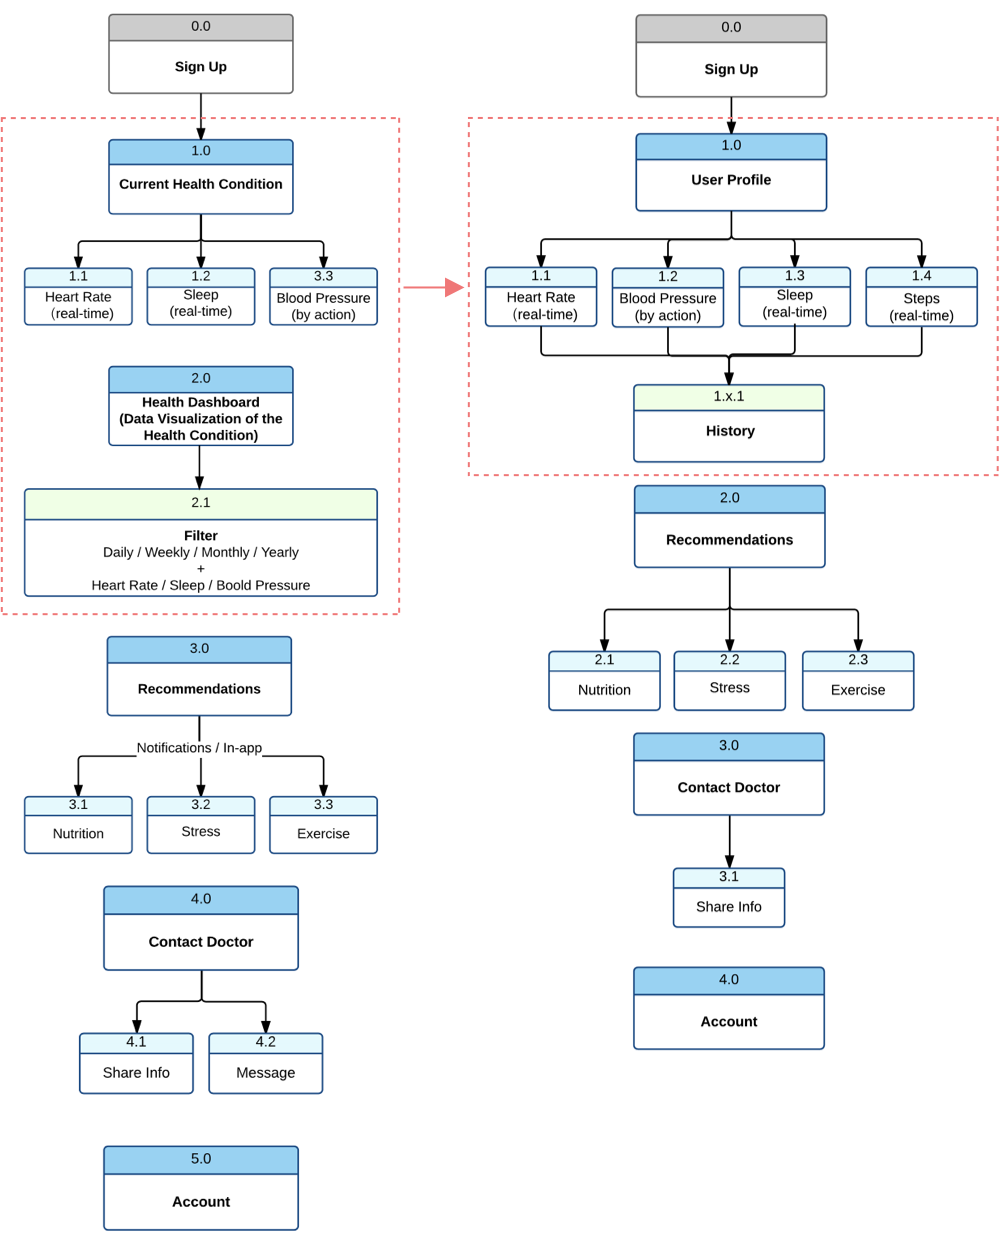 0.0
Sign Up
1.0
Current Health Condition
1.1
Heart Rate
(real-time)
1.2
Sleep
(real-time)
3.3
Blood Pressure
(by action)
2.0
Health Dashboard
(Data Visualization of the
Health Condition)
2.1
Filter
Daily / Weekly / Monthly / Yearly
+
Heart Rate / Sleep / Boold Pressure
3.0
Recommendations
Notifications / In-app
3.1
Nutrition
3.2
Stress
3.3
Exercise
4.0
Contact Doctor
4.1
Share Info
4.2
Message
5.0
Account
0.0
Sign Up
1.0
User Profile
1.1
Heart Rate
(real-time)
1.2
Blood Pressure
(by action)
1.3
Sleep
(real-time)
1.4
Steps
(real-time)
1.x.1
History
2.0
Recommendations
2.1
Nutrition
2.2
Stress
2.3
Exercise
3.0
Contact Doctor
3.1
Share Info
4.0
Account